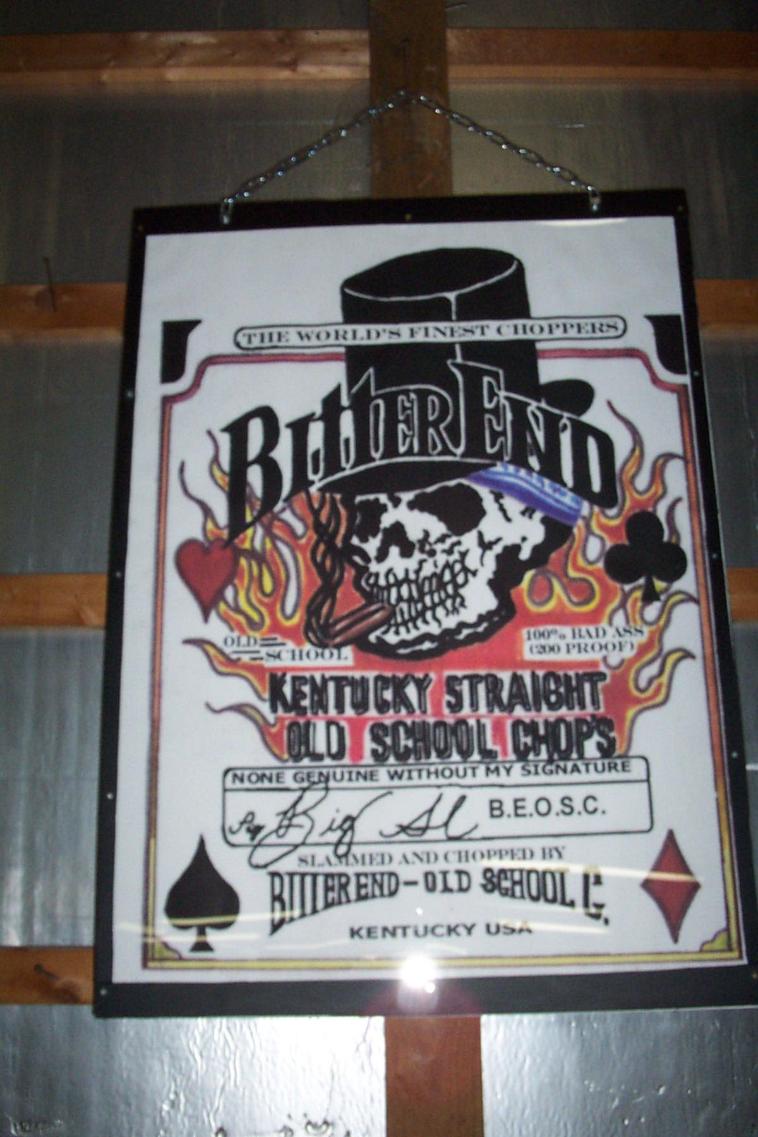 THE WORLD'S FINEST CHOPPERS
BITTER END
OLD
SCHOOL
100% BAD ASS
(200 PROOF)
KENTUCKY STRAIGHT
OLD SCHOOL CHOP'S
NONE GENUINE WITHOUT MY SIGNATURE
Big Al B.E.O.S.C.
SLAMMED AND CHOPPED BY
BITTER END - OLD SCHOOL C.
KENTUCKY USA